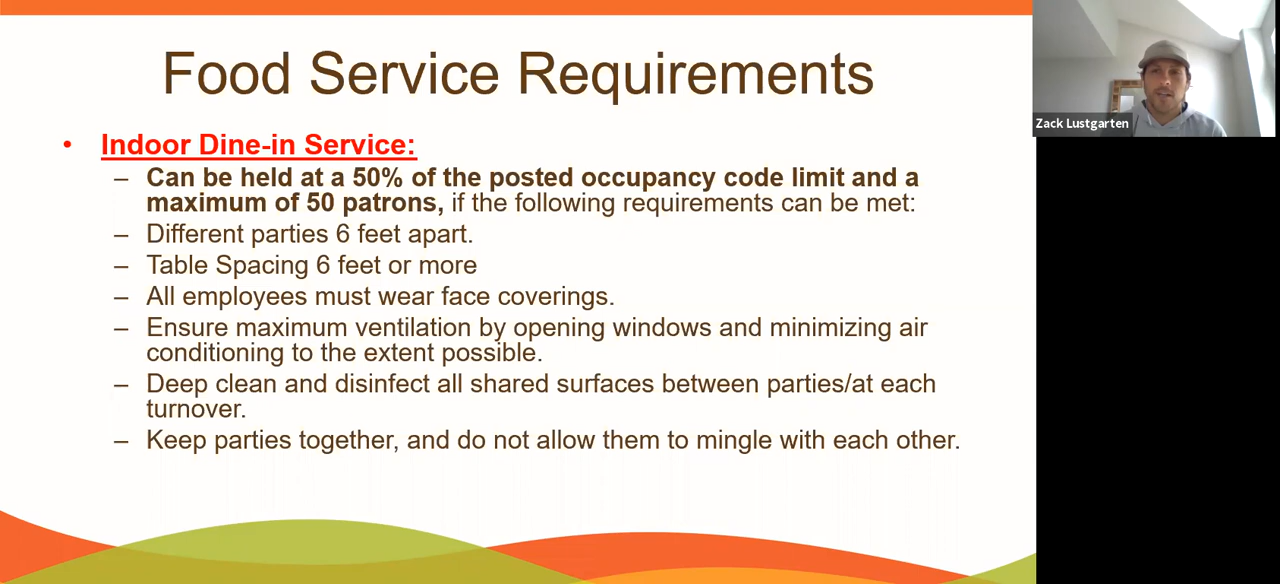 Food Service Requirements
Zack Lustgarten
• Indoor Dine-in Service:
– Can be held at a 50% of the posted occupancy code limit and a
maximum of 50 patrons, if the following requirements can be met:
– Different parties 6 feet apart.
– Table Spacing 6 feet or more
– All employees must wear face coverings.
– Ensure maximum ventilation by opening windows and minimizing air
conditioning to the extent possible.
– Deep clean and disinfect all shared surfaces between parties/at each
turnover.
– Keep parties together, and do not allow them to mingle with each other.